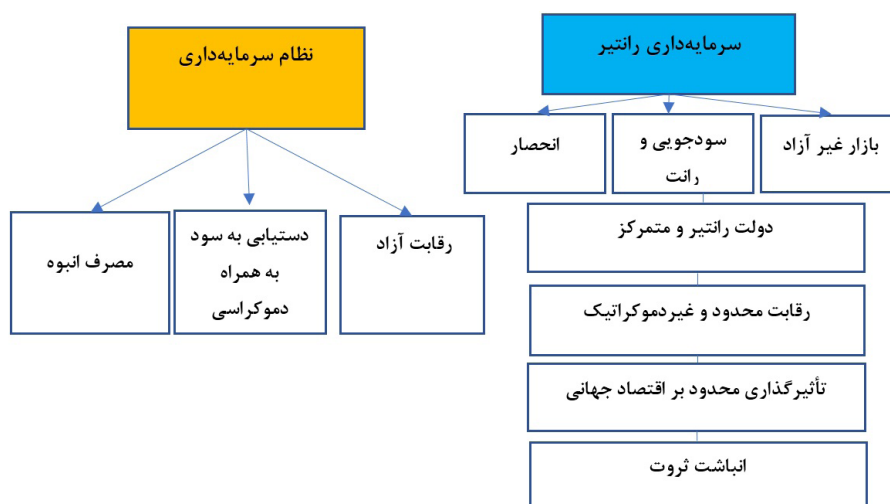 سرمایه‌داری رانتیر
بازار غیر آزاد
سودجویی و
رانت
انحصار
دولت رانتیر و متمرکز
رقابت محدود و غیردموکراتیک
تأثیرگذاری محدود بر اقتصاد جهانی
انباشت ثروت
نظام سرمایه‌داری
رقابت آزاد
دستیابی به سود
به همراه
دموکراسی
مصرف انبوه